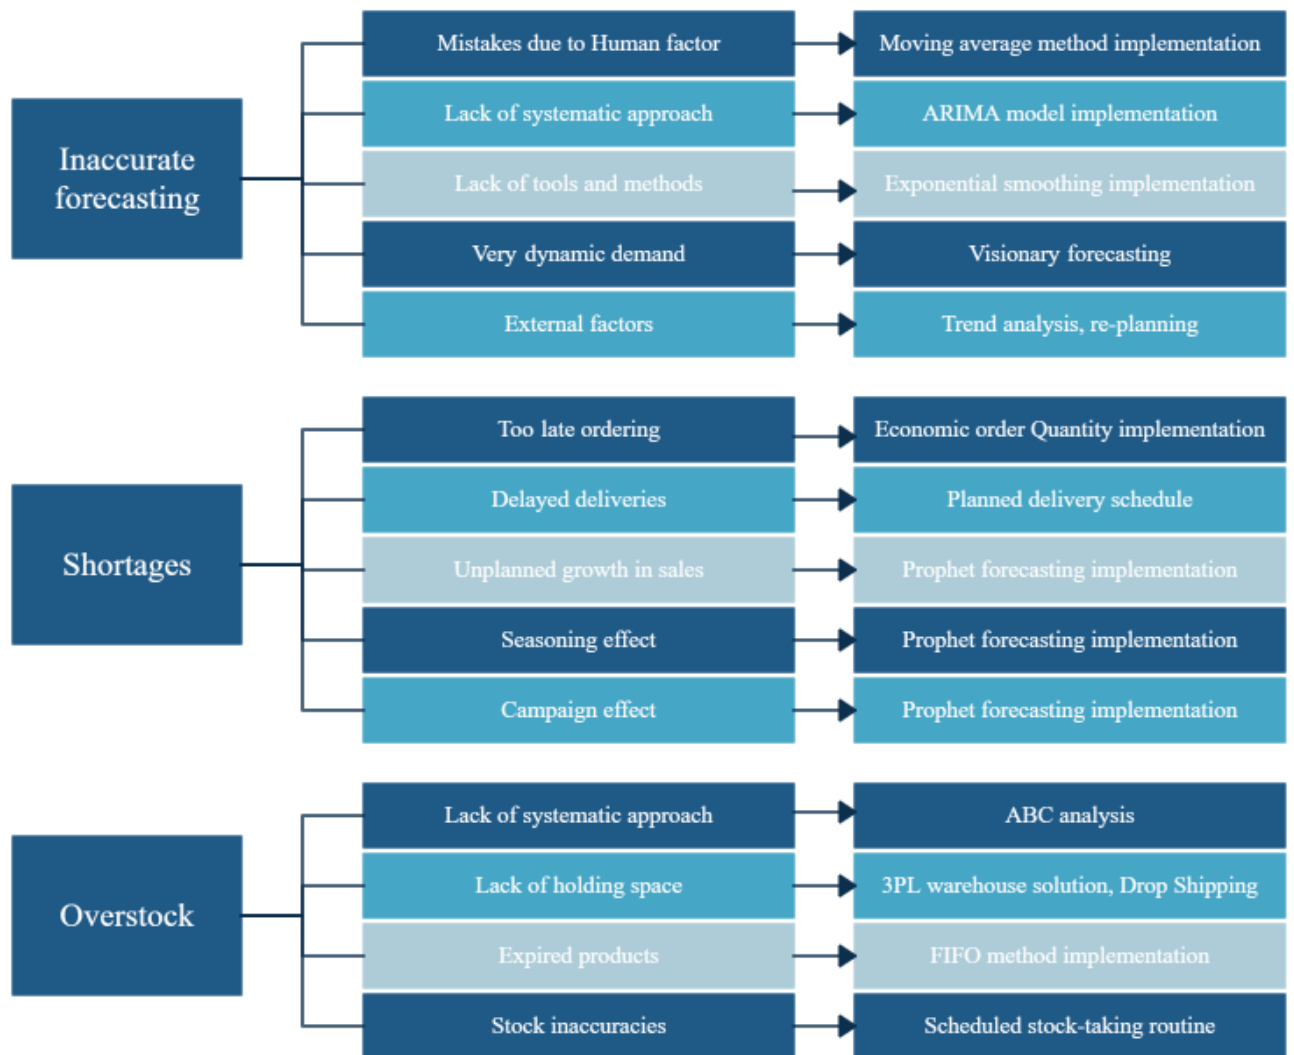 Inaccurate
forecasting
Mistakes due to Human factor
Moving average method implementation
Lack of systematic approach
ARIMA model implementation
Lack of tools and methods
Exponential smoothing implementation
Very dynamic demand
Visionary forecasting
External factors
Trend analysis, re-planning
Shortages
Too late ordering
Economic order Quantity implementation
Delayed deliveries
Planned delivery schedule
Unplanned growth in sales
Prophet forecasting implementation
Seasoning effect
Prophet forecasting implementation
Campaign effect
Prophet forecasting implementation
Overstock
Lack of systematic approach
ABC analysis
Lack of holding space
3PL warehouse solution, Drop Shipping
Expired products
FIFO method implementation
Stock inaccuracies
Scheduled stock-taking routine